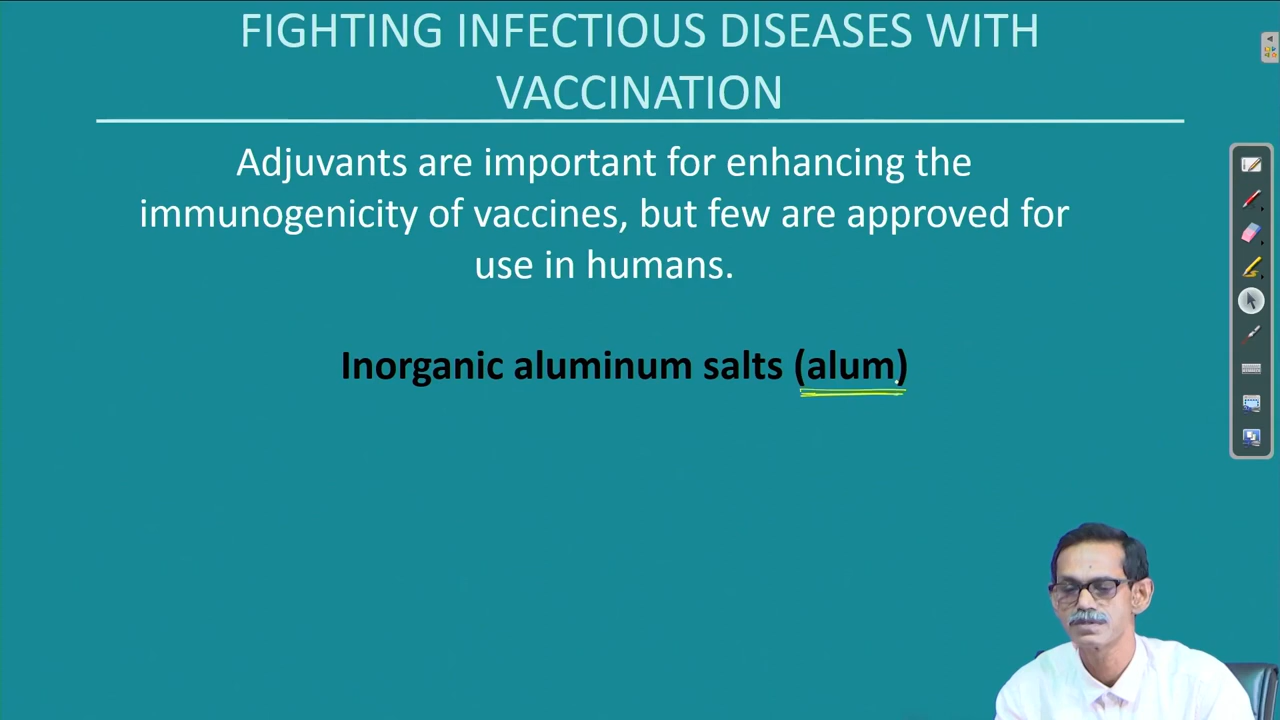 FIGHTING INFECTIOUS DISEASES WITH
VACCINATION
Adjuvants are important for enhancing the
immunogenicity of vaccines, but few are approved for
use in humans.
Inorganic aluminum salts (alum)